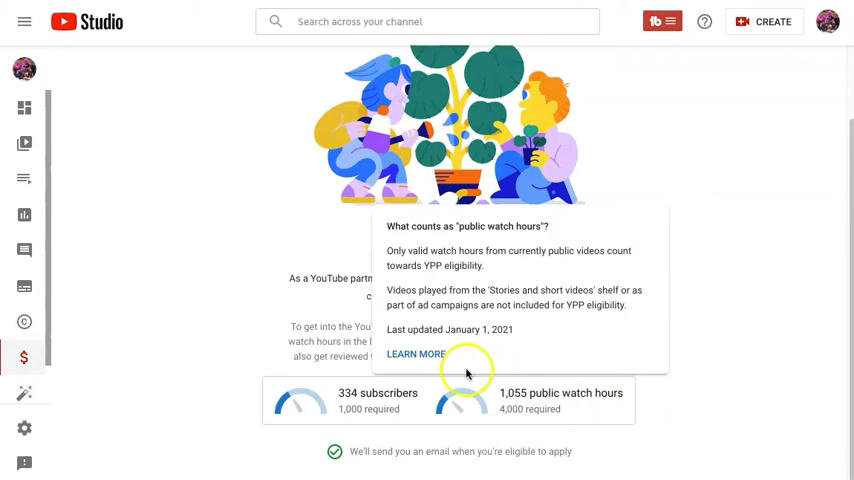 Studio
Search across your channel
CREATE
What counts as "public watch hours"?
Only valid watch hours from currently public videos count
towards YPP eligibility.
Videos played from the 'Stories and short videos' shelf or as
part of ad campaigns are not included for YPP eligibility.
Last updated January 1, 2021
LEARN MORE
As a YouTube partn
c
To get into the You
watch hours in the l
also get reviewed t
334 subscribers
1,000 required
1,055 public watch hours
4,000 required
We'll send you an email when you're eligible to apply